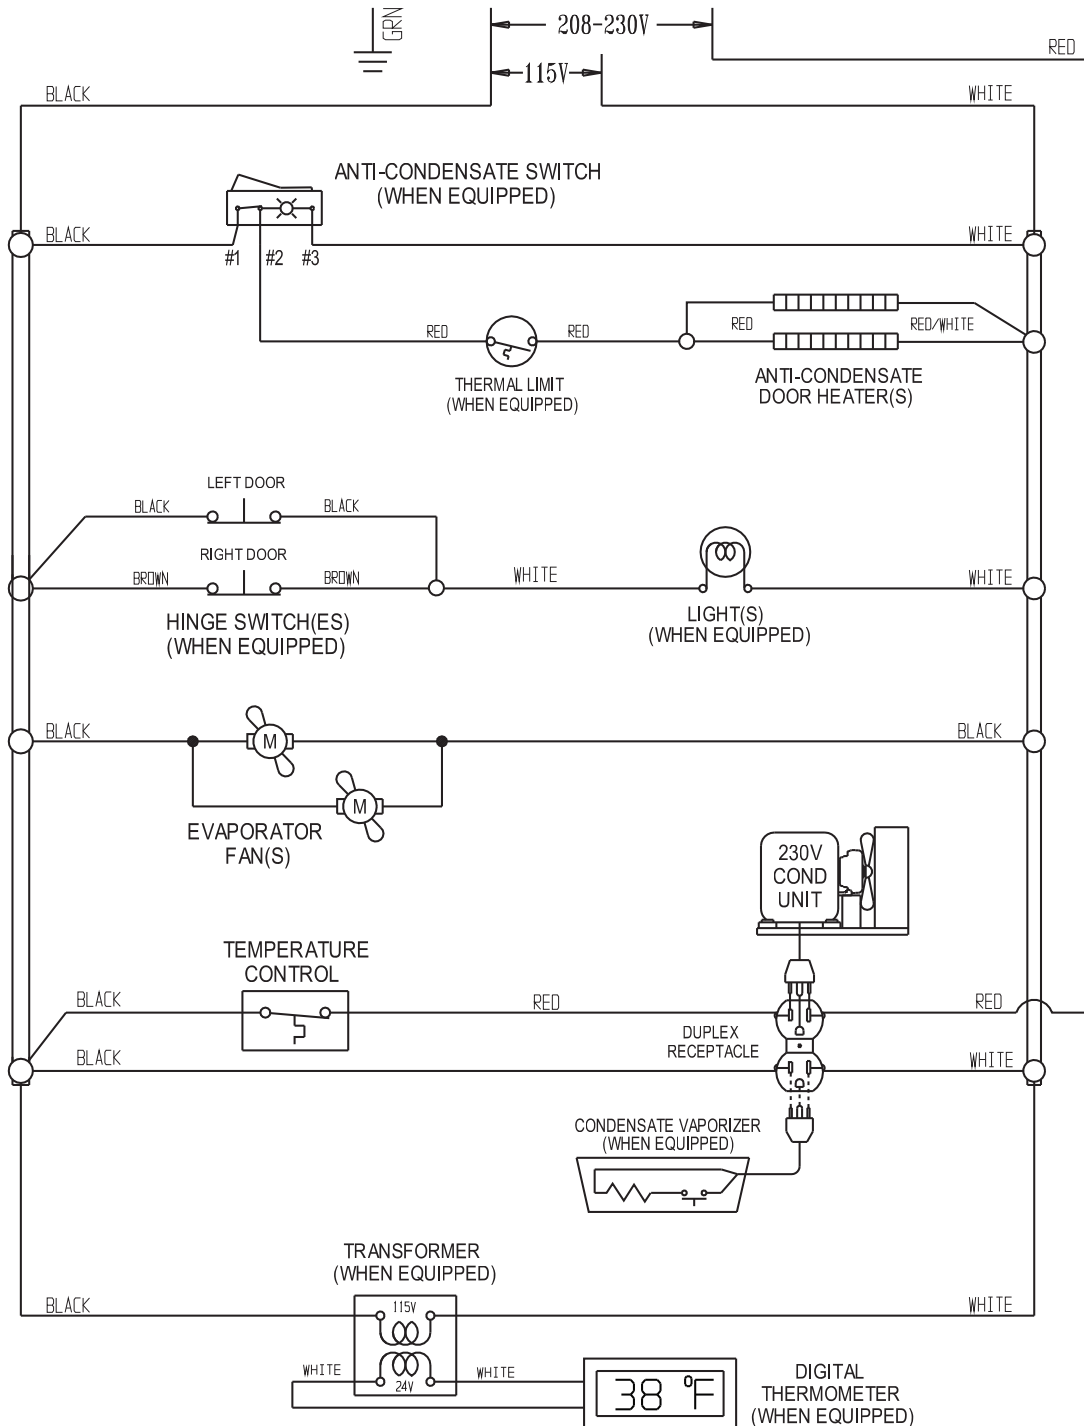 GRN
208-230V
RED
115V
BLACK
WHITE
ANTI-CONDENSATE SWITCH
(WHEN EQUIPPED)
BLACK
#1
#2
#3
WHITE
RED
RED
RED
RED/WHITE
THERMAL LIMIT
(WHEN EQUIPPED)
ANTI-CONDENSATE
DOOR HEATER(S)
LEFT DOOR
BLACK
BLACK
RIGHT DOOR
BROWN
BROWN
WHITE
WHITE
HINGE SWITCH(ES)
(WHEN EQUIPPED)
LIGHT(S)
(WHEN EQUIPPED)
BLACK
M
BLACK
M
EVAPORATOR
FAN(S)
230V
COND
UNIT
TEMPERATURE
CONTROL
BLACK
RED
RED
DUPLEX
RECEPTACLE
BLACK
WHITE
CONDENSATE VAPORIZER
(WHEN EQUIPPED)
TRANSFORMER
(WHEN EQUIPPED)
BLACK
115V
WHITE
WHITE
24V
WHITE
38 °F
DIGITAL
THERMOMETER
(WHEN EQUIPPED)